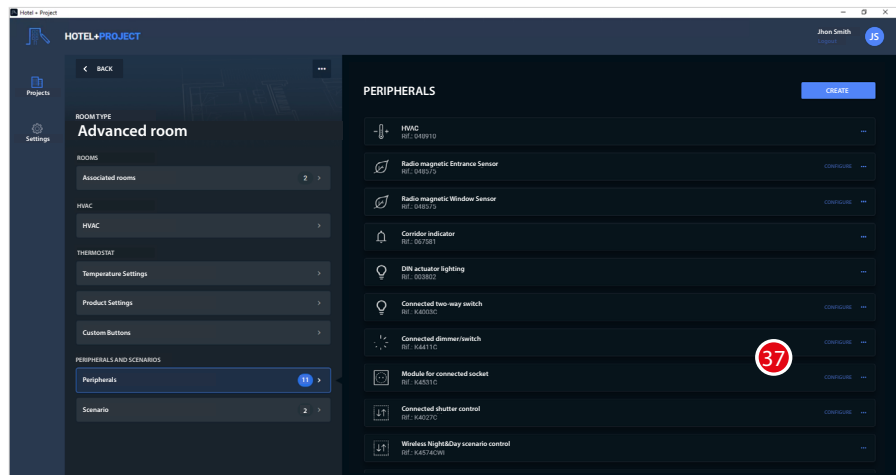 Hotel + Project
HOTEL+PROJECT
Jhon Smith
Logout
JS
Projects
Settings
BACK
ROOM TYPE
Advanced room
ROOMS
Associated rooms 2
HVAC
HVAC
THERMOSTAT
Temperature Settings
Product Settings
Custom Buttons
PERIPHERALS AND SCENARIOS
Peripherals 11
Scenario 2
PERIPHERALS
CREATE
HVAC
Rif.: 048910
Radio magnetic Entrance Sensor
Rif.: 048575
CONFIGURE
Radio magnetic Window Sensor
Rif.: 048575
CONFIGURE
Corridor indicator
Rif.: 067581
DIN actuator lighting
Rif.: 003802
Connected two-way switch
Rif.: K4003C
CONFIGURE
Connected dimmer/switch
Rif.: K4411C
CONFIGURE
37
Module for connected socket
Rif.: K4531C
CONFIGURE
Connected shutter control
Rif.: K4027C
CONFIGURE
Wireless Night&Day scenario control
Rif.: K4574CWI